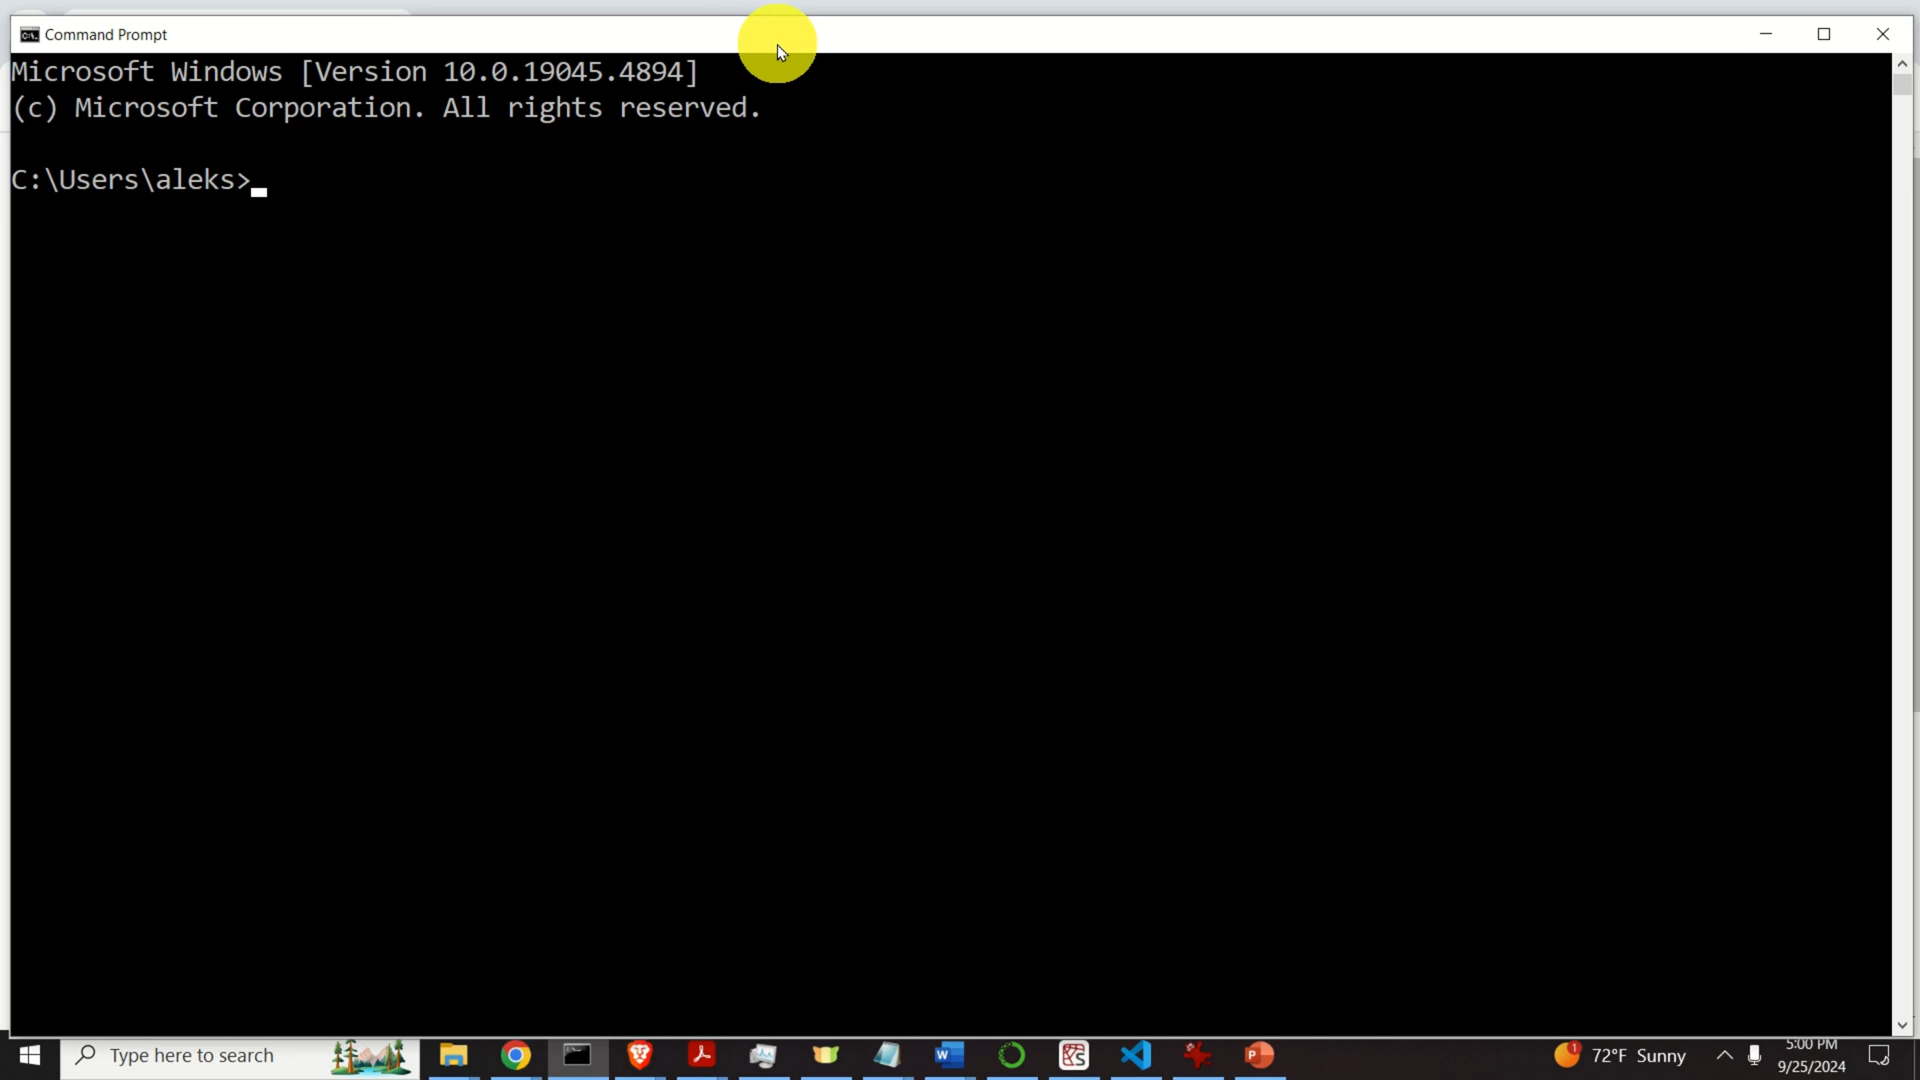 Command Prompt
Microsoft Windows [Version 10.0.19045.4894]
(c) Microsoft Corporation. All rights reserved.
C:\Users\aleks>
Type here to search
72°F Sunny
5:00 PM
9/25/2024